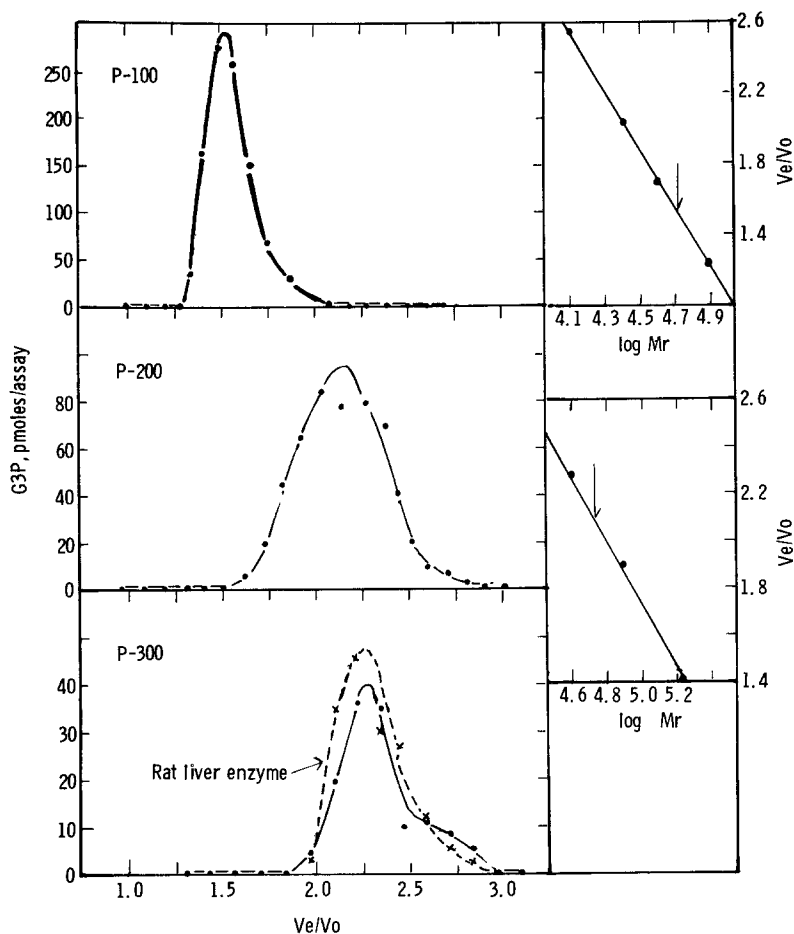 P-100
250
200
150
100
50
0
2.6
2.2
1.8
1.4
Ve/Vo
4.1 4.3 4.5 4.7 4.9
log Mr
G3P, pmoles/assay
P-200
80
60
40
20
0
2.6
2.2
1.8
1.4
Ve/Vo
4.6 4.8 5.0 5.2
log Mr
P-300
40
30
20
10
0
Rat liver enzyme
1.0 1.5 2.0 2.5 3.0
Ve/Vo